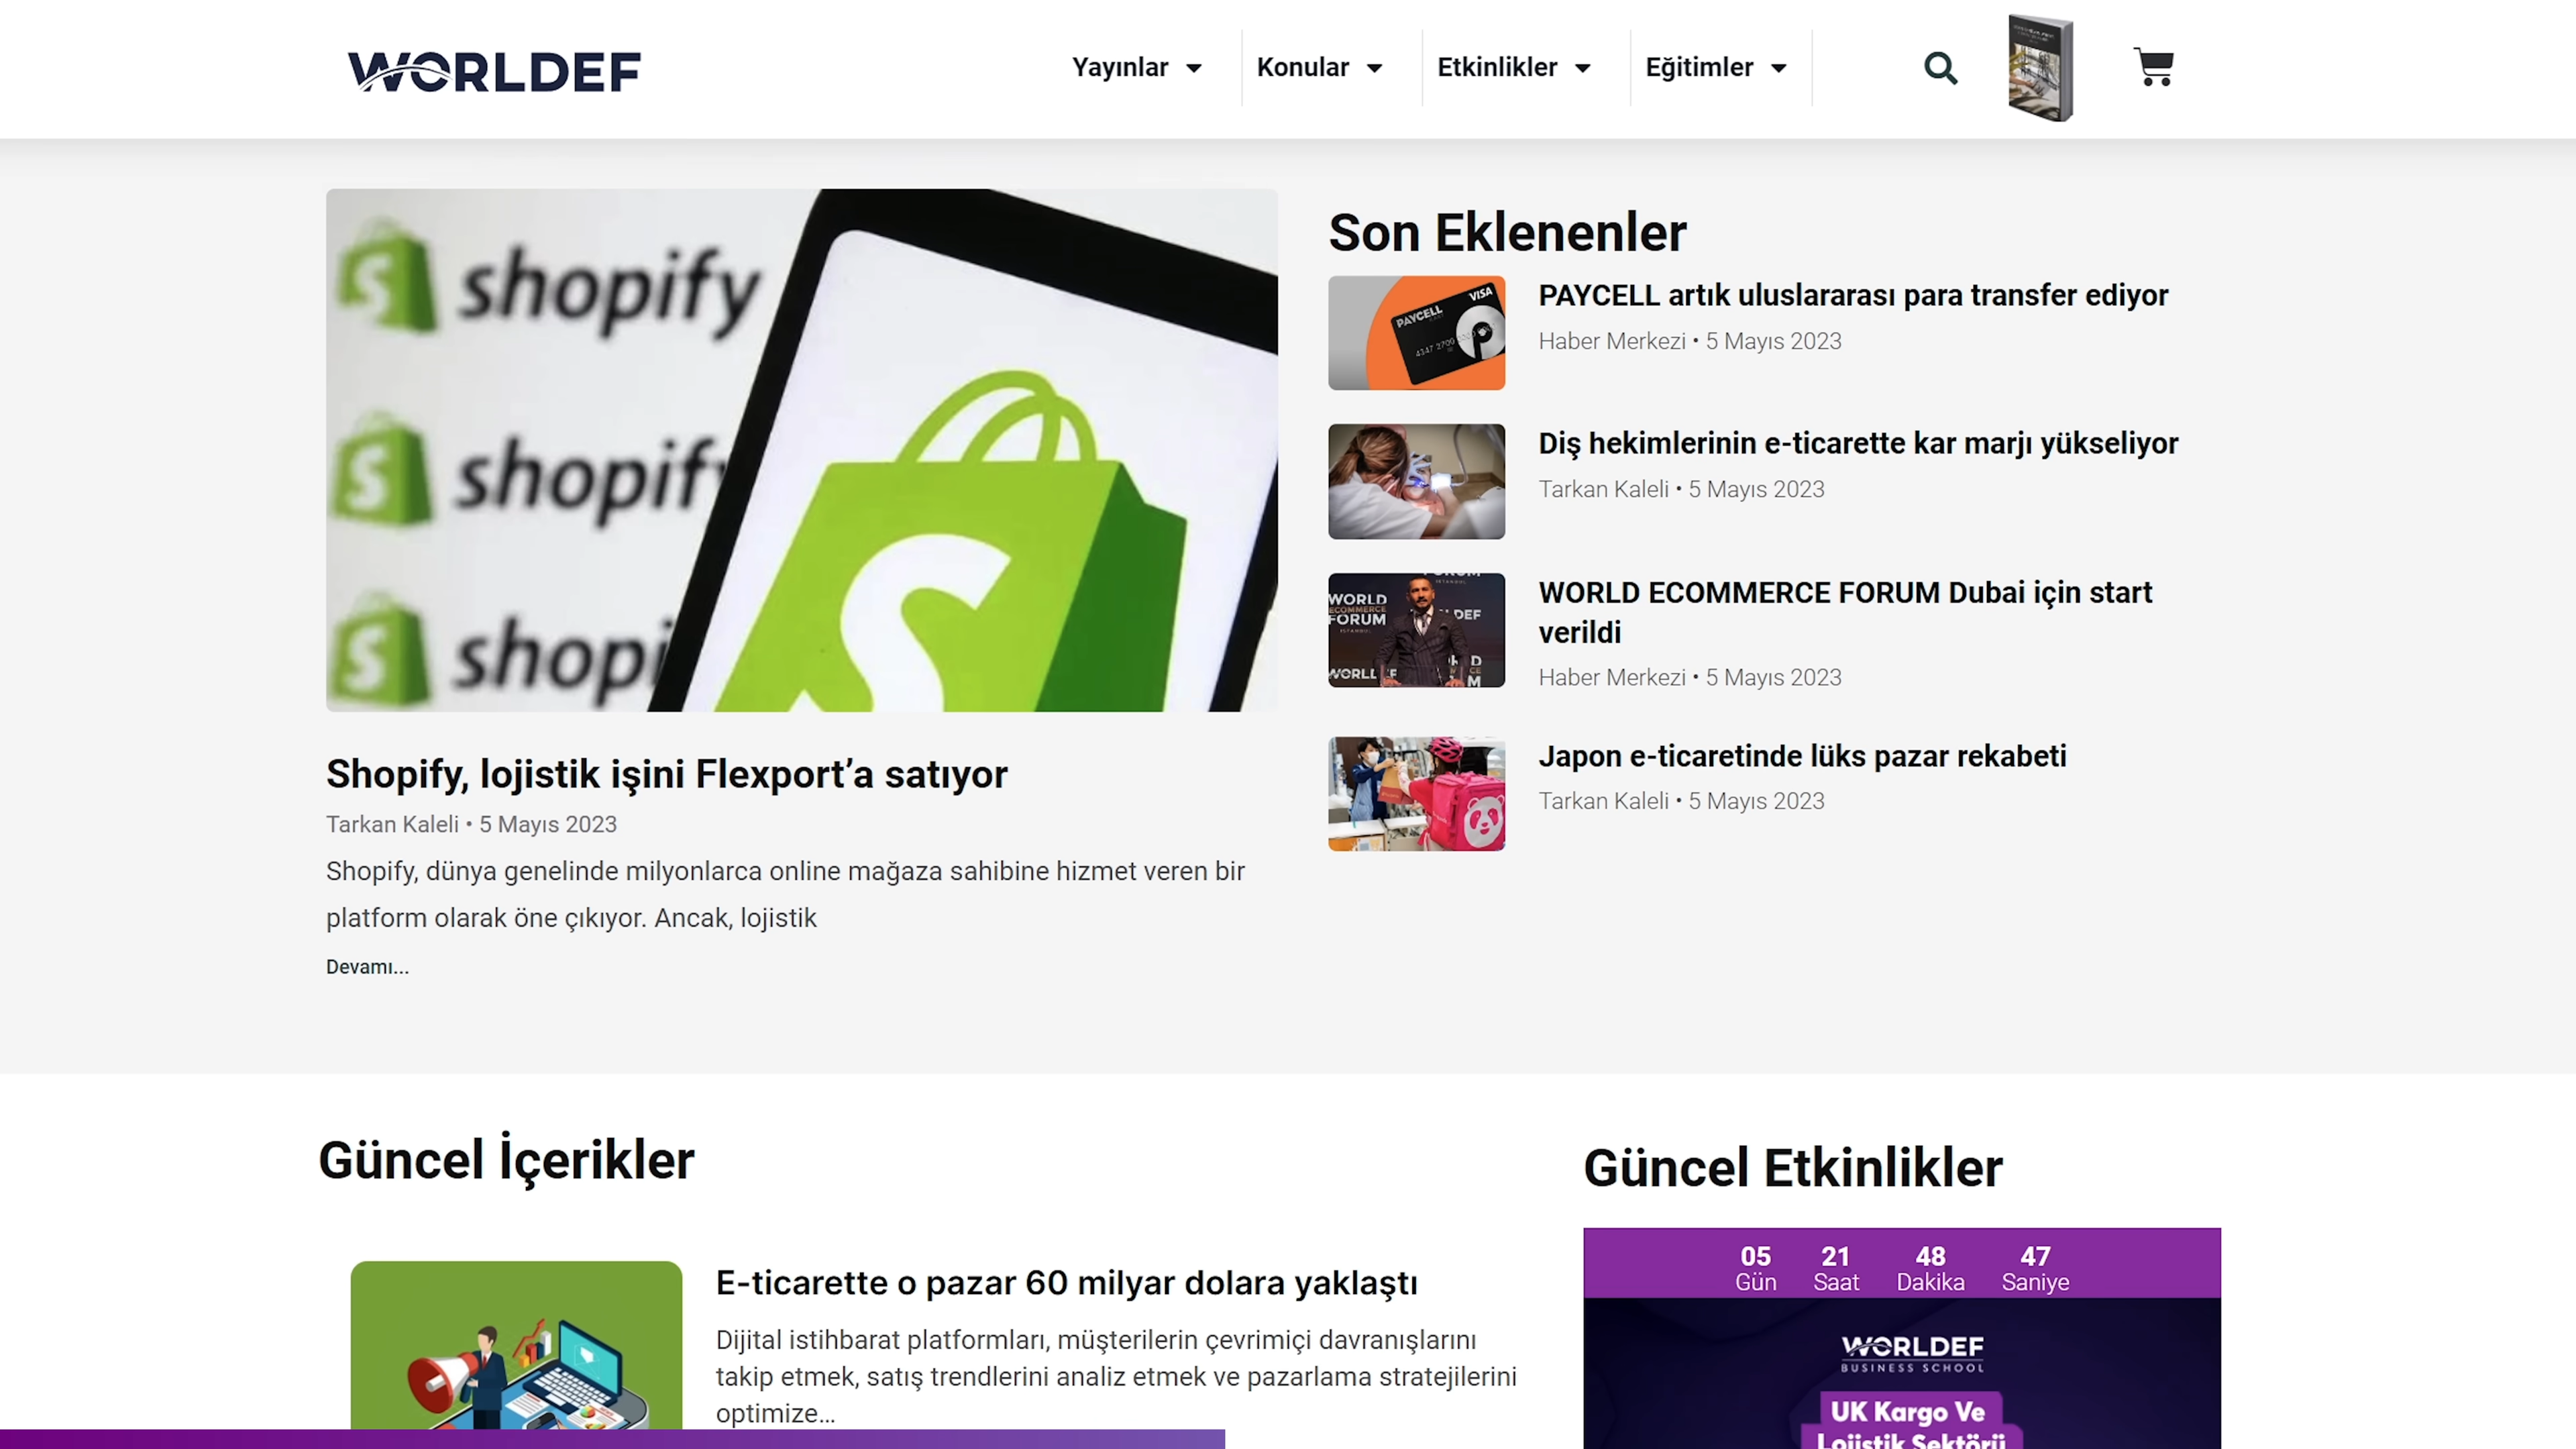 WORLDEF
Yayınlar
Konular
Etkinlikler
Eğitimler
shopify
shopify
shopi
Shopify, lojistik işini Flexport’a satıyor
Tarkan Kaleli • 5 Mayıs 2023
Shopify, dünya genelinde milyonlarca online mağaza sahibine hizmet veren bir
platform olarak öne çıkıyor. Ancak, lojistik
Devamı...
Son Eklenenler
PAYCELL
VISA
PAYCELL artık uluslararası para transfer ediyor
Haber Merkezi • 5 Mayıs 2023
Diş hekimlerinin e-ticarette kar marjı yükseliyor
Tarkan Kaleli • 5 Mayıs 2023
WORLD
ECOMMERCE
FORUM
ISTANBUL
DEF
WORLD ECOMMERCE FORUM Dubai için start
verildi
Haber Merkezi • 5 Mayıs 2023
Japon e-ticaretinde lüks pazar rekabeti
Tarkan Kaleli • 5 Mayıs 2023
Güncel İçerikler
E-ticarette o pazar 60 milyar dolara yaklaştı
Dijital istihbarat platformları, müşterilerin çevrimiçi davranışlarını
takip etmek, satış trendlerini analiz etmek ve pazarlama stratejilerini
optimize...
Güncel Etkinlikler
05 21 48 47
Gün Saat Dakika Saniye
WORLDEF
BUSINESS SCHOOL
UK Kargo Ve
Lojistik Sektörü